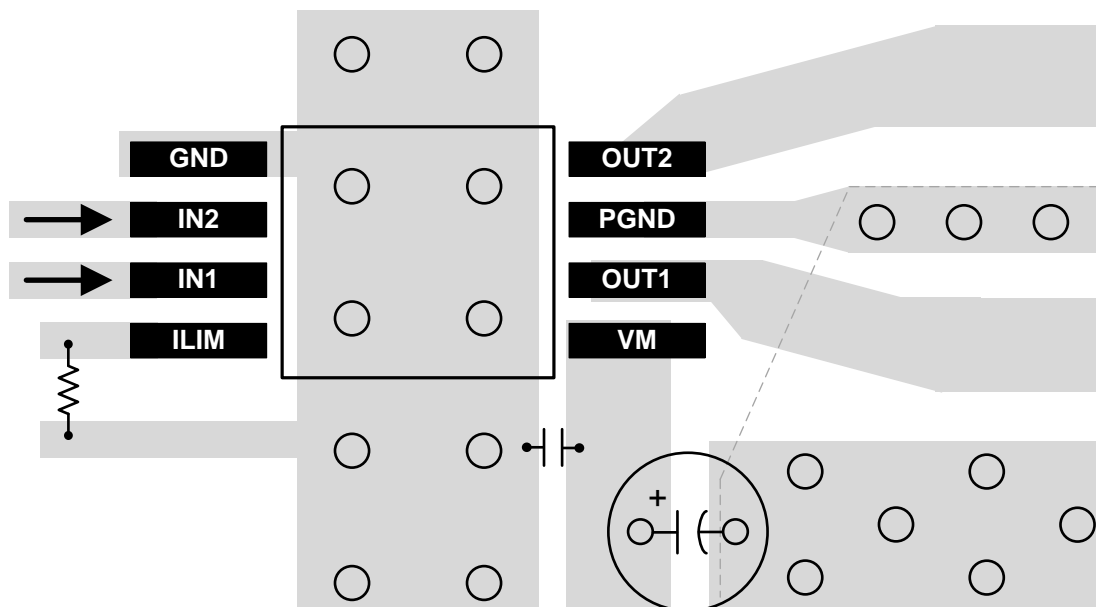 GND
IN2
IN1
ILIM
OUT2
PGND
OUT1
VM
+